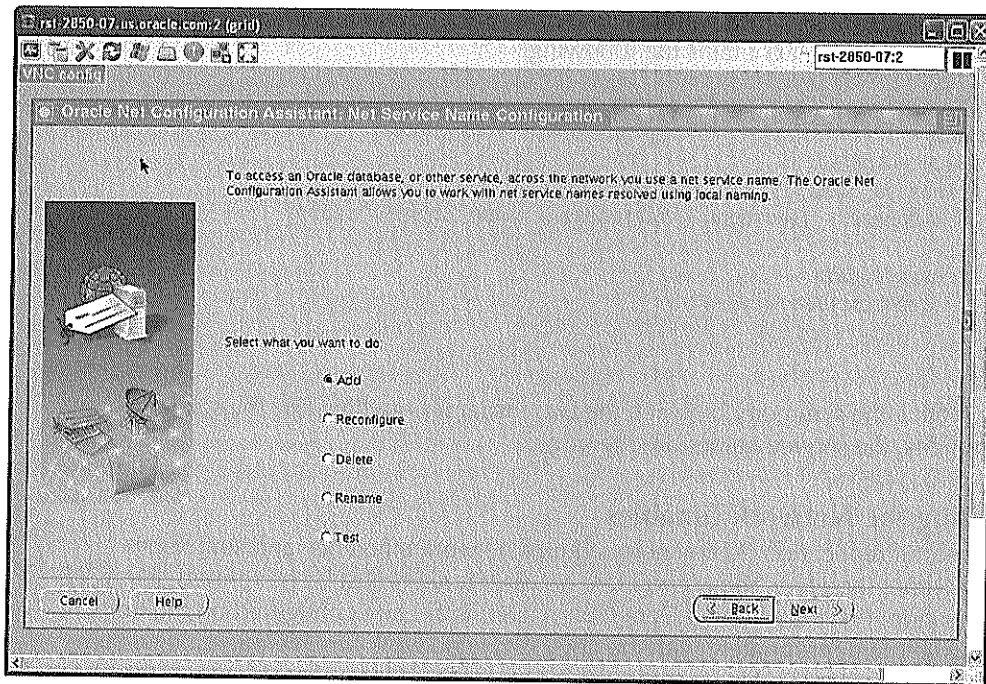 rst-2850-07.us.oracle.com:2 (grid)
rst-2850-07:2
VNC config
Oracle Net Configuration Assistant: Net Service Name Configuration
To access an Oracle database, or other service, across the network you use a net service name. The Oracle Net
Configuration Assistant allows you to work with net service names resolved using local naming.
Select what you want to do:
Add
Reconfigure
Delete
Rename
Test
Cancel
Help
Back
Next